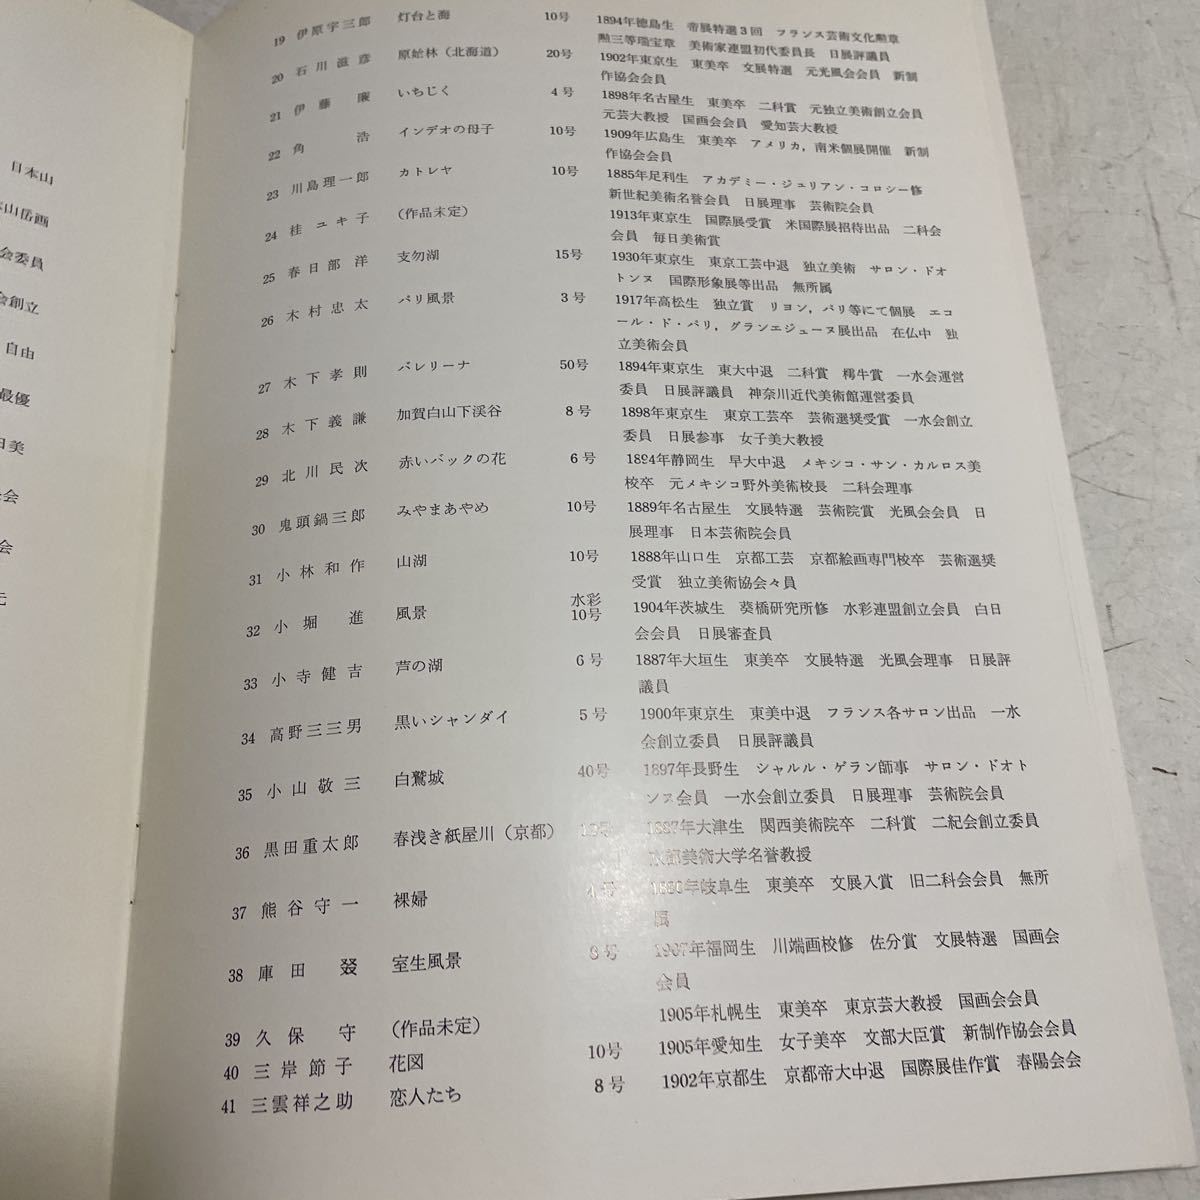 日本山
本山岳画
会委員
会創立
自由
最優
日美
会
会
元
19 伊原宇三郎 灯台と海 10号 1894年徳島生 帝展特選3回 フランス芸術文化勲章
勲三等瑞宝章 美術家連盟初代委員長 日展評議員
20 石川滋彦 原始林（北海道） 20号 1902年東京生 東美卒 文展特選 元光風会会員 新制
作協会会員
21 伊藤廉 いちじく 4号 1898年名古屋生 東美卒 二科賞 元独立美術創立会員
元芸大教授 国画会会員 愛知芸大教授
22 角浩 インデオの母子 10号 1909年広島生 東美卒 アメリカ，南米個展開催 新制
作協会会員
23 川島理一郎 カトレヤ 10号 1885年足利生 アカデミー・ジュリアン・コロシー修
新世紀美術名誉会員 日展理事 芸術院会員
24 桂ユキ子 （作品未定） 1913年東京生 国際展受賞 米国際展招待出品 二科会
会員 毎日美術賞
25 春日部洋 支勿湖 15号 1930年東京生 東京工芸中退 独立美術 サロン・ドオ
トンヌ 国際形象展等出品 無所属
26 木村忠太 パリ風景 3号 1917年高松生 独立賞 リヨン，パリ等にて個展 エコ
ール・ド・パリ，グランエジューヌ展出品 在仏中 独
立美術会員
27 木下孝則 バレリーナ 50号 1894年東京生 東大中退 二科賞 樗牛賞 一水会運営
委員 日展評議員 神奈川近代美術館運営委員
28 木下義謙 加賀白山下渓谷 8号 1898年東京生 東京工芸卒 芸術選奨受賞 一水会創立
委員 日展参事 女子美大教授
29 北川民次 赤いバックの花 6号 1894年静岡生 早大中退 メキシコ・サン・カルロス美
校卒 元メキシコ野外美術校長 二科会理事
30 鬼頭鍋三郎 みやまあやめ 10号 1889年名古屋生 文展特選 芸術院賞 光風会会員 日
展理事 日本芸術院会員
31 小林和作 山湖 10号 1888年山口生 京都工芸 京都絵画専門校卒 芸術選奨
受賞 独立美術協会々員
32 小堀進 風景 水彩10号 1904年茨城生 葵橋研究所修 水彩連盟創立会員 白日
会会員 日展審査員
33 小寺健吉 芦の湖 6号 1887年大垣生 東美卒 文展特選 光風会理事 日展評
議員
34 高野三三男 黒いシャンダイ 5号 1900年東京生 東美中退 フランス各サロン出品 一水
会創立委員 日展評議員
35 小山敬三 白鷺城 40号 1897年長野生 シャルル・ゲラン師事 サロン・ドオト
ンヌ会員 一水会創立委員 日展理事 芸術院会員
36 黒田重太郎 春浅き紙屋川（京都） 1887年大津生 関西美術院卒 二科賞 二紀会創立委員
京都美術大学名誉教授
37 熊谷守一 裸婦 4号 1880年岐阜生 東美卒 文展入賞 旧二科会会員 無所
属
38 庫田叕 室生風景 8号 1907年福岡生 川端画校修 佐分賞 文展特選 国画会
会員
39 久保守 （作品未定） 1905年札幌生 東美卒 東京芸大教授 国画会会員
40 三岸節子 花図 10号 1905年愛知生 女子美卒 文部大臣賞 新制作協会会員
41 三雲祥之助 恋人たち 8号 1902年京都生 京都帝大中退 国際展佳作賞 春陽会会